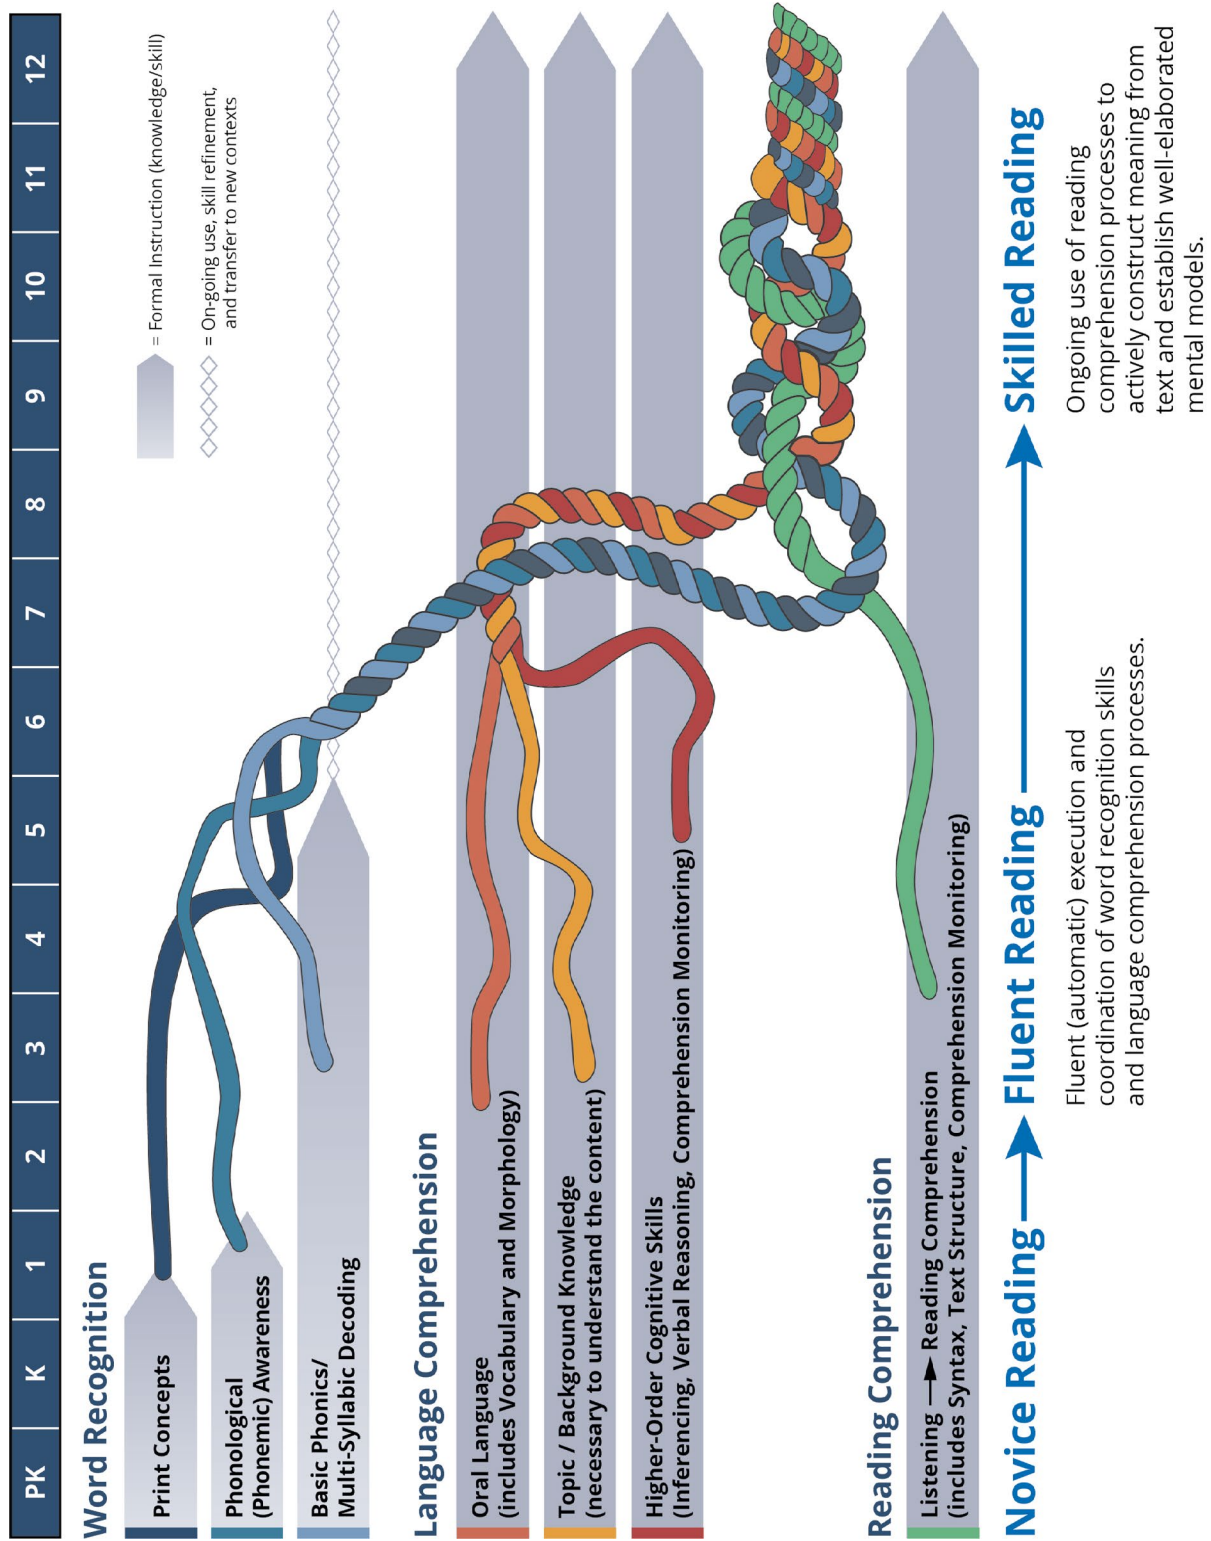 PK K 1 2 3 4 5 6 7 8 9 10 11 12
= Formal Instruction (knowledge/skill)
= On-going use, skill refinement,
and transfer to new contexts
Word Recognition
Print Concepts
Phonological
(Phonemic) Awareness
Basic Phonics/
Multi-Syllabic Decoding
Language Comprehension
Oral Language
(includes Vocabulary and Morphology)
Topic / Background Knowledge
(necessary to understand the content)
Higher-Order Cognitive Skills
(Inferencing, Verbal Reasoning, Comprehension Monitoring)
Reading Comprehension
Listening → Reading Comprehension
(includes Syntax, Text Structure, Comprehension Monitoring)
Novice Reading → Fluent Reading → Skilled Reading
Fluent (automatic) execution and
coordination of word recognition skills
and language comprehension processes.
Ongoing use of reading
comprehension processes to
actively construct meaning from
text and establish well-elaborated
mental models.